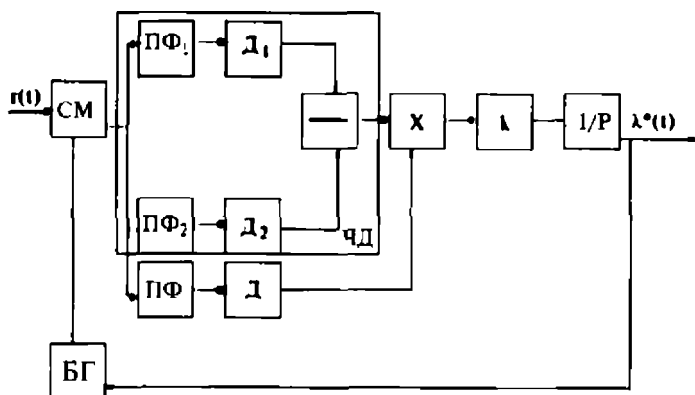 ПФ₁
Д₁
r(t)
СМ
—
X
k
1/P
λ*(t)
ПФ₂
Д₂
ЧД
ПФ
Д
БГ